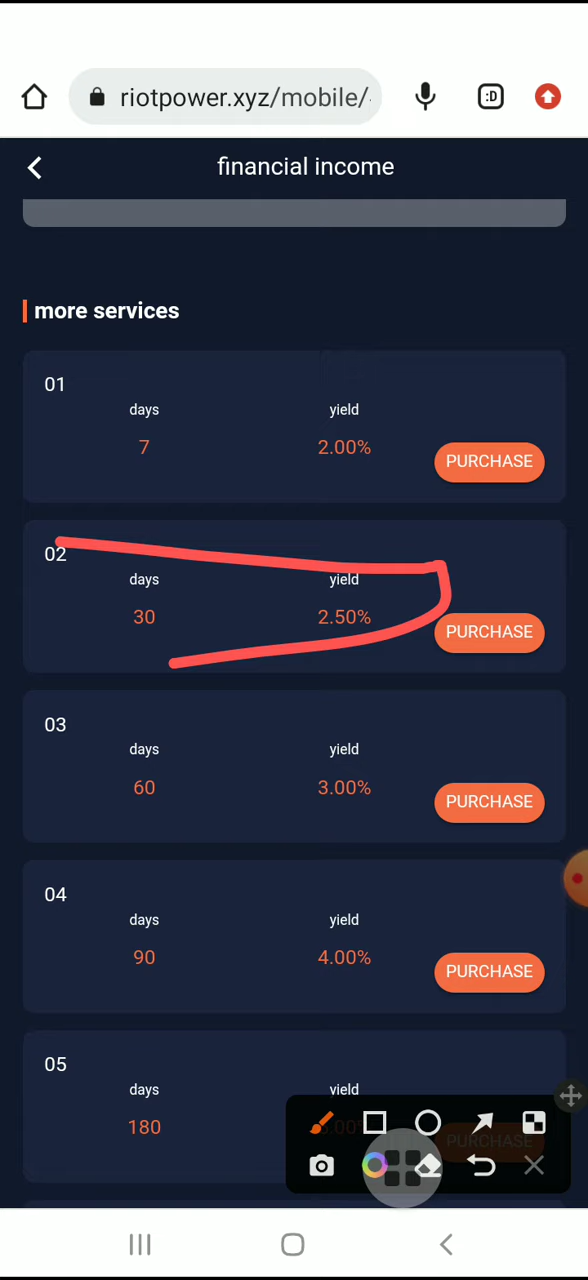 riotpower.xyz/mobile/
:D
financial income
more services
01
days yield
7 2.00%
PURCHASE
02
days yield
30 2.50%
PURCHASE
03
days yield
60 3.00%
PURCHASE
04
days yield
90 4.00%
PURCHASE
05
days yield
180
PURCHASE